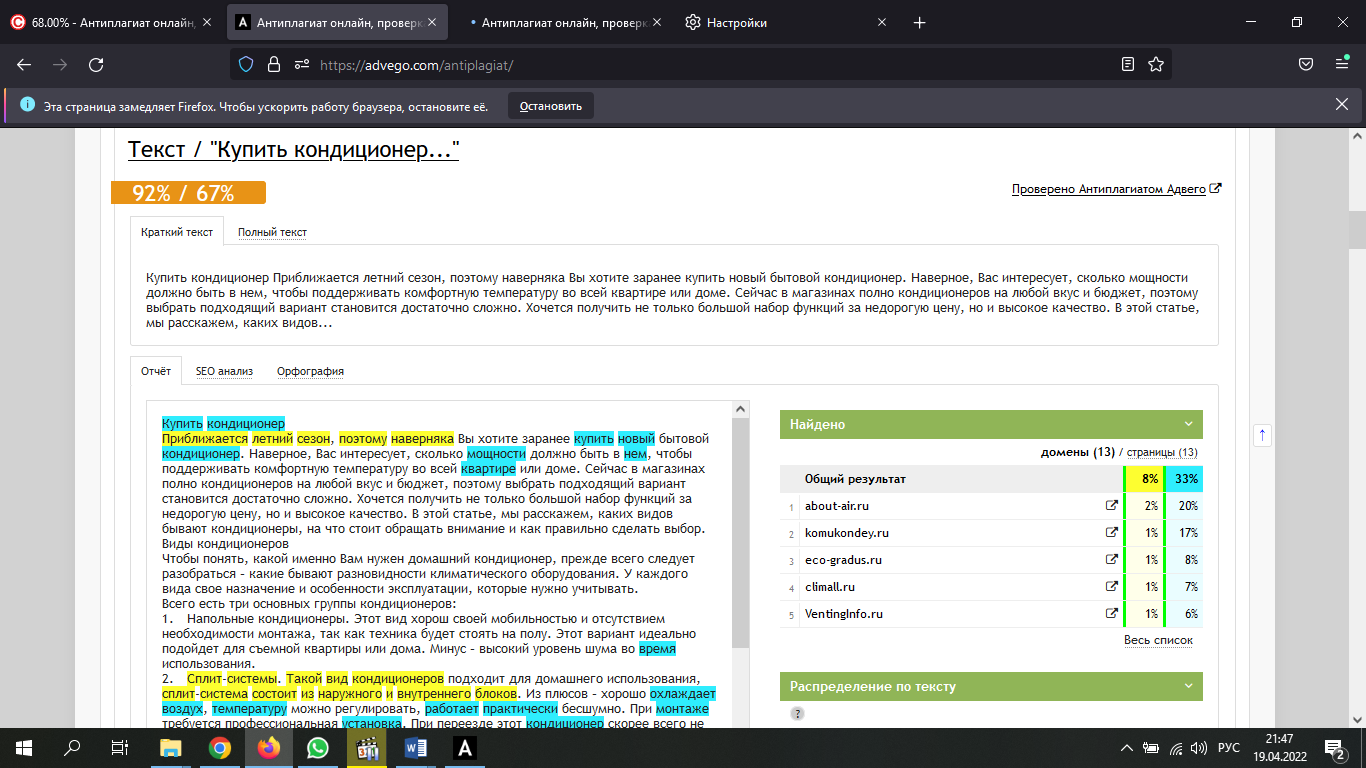 68.00% - Антиплагиат онлайн,
Антиплагиат онлайн, проверк
Антиплагиат онлайн, проверк
Настройки
https://advego.com/antiplagiat/
Эта страница замедляет Firefox. Чтобы ускорить работу браузера, остановите её.
Остановить
Текст / "Купить кондиционер..."
92% / 67%
Проверено Антиплагиатом Адвего
Краткий текст
Полный текст
Купить кондиционер Приближается летний сезон, поэтому наверняка Вы хотите заранее купить новый бытовой кондиционер. Наверное, Вас интересует, сколько мощности
должно быть в нем, чтобы поддерживать комфортную температуру во всей квартире или доме. Сейчас в магазинах полно кондиционеров на любой вкус и бюджет, поэтому
выбрать подходящий вариант становится достаточно сложно. Хочется получить не только большой набор функций за недорогую цену, но и высокое качество. В этой статье,
мы расскажем, каких видов...
Отчёт
SEO анализ
Орфография
Купить кондиционер
Приближается летний сезон, поэтому наверняка Вы хотите заранее купить новый бытовой
кондиционер. Наверное, Вас интересует, сколько мощности должно быть в нем, чтобы
поддерживать комфортную температуру во всей квартире или доме. Сейчас в магазинах
полно кондиционеров на любой вкус и бюджет, поэтому выбрать подходящий вариант
становится достаточно сложно. Хочется получить не только большой набор функций за
недорогую цену, но и высокое качество. В этой статье, мы расскажем, каких видов
бывают кондиционеры, на что стоит обращать внимание и как правильно сделать выбор.
Виды кондиционеров
Чтобы понять, какой именно Вам нужен домашний кондиционер, прежде всего следует
разобраться - какие бывают разновидности климатического оборудования. У каждого
вида свое назначение и особенности эксплуатации, которые нужно учитывать.
Всего есть три основных группы кондиционеров:
1. Напольные кондиционеры. Этот вид хорош своей мобильностью и отсутствием
необходимости монтажа, так как техника будет стоять на полу. Этот вариант идеально
подойдет для съемной квартиры или дома. Минус - высокий уровень шума во время
использования.
2. Сплит-системы. Такой вид кондиционеров подходит для домашнего использования,
сплит-система состоит из наружного и внутреннего блоков. Из плюсов - хорошо охлаждает
воздух, температуру можно регулировать, работает практически бесшумно. При монтаже
требуется профессиональная установка. При переезде этот кондиционер скорее всего не
Найдено
домены (13) / страницы (13)
Общий результат 8% 33%
1 about-air.ru 2% 20%
2 komukondey.ru 1% 17%
3 eco-gradus.ru 1% 8%
4 climall.ru 1% 7%
5 VentingInfo.ru 1% 6%
Весь список
Распределение по тексту
?
РУС
21:47
19.04.2022
2